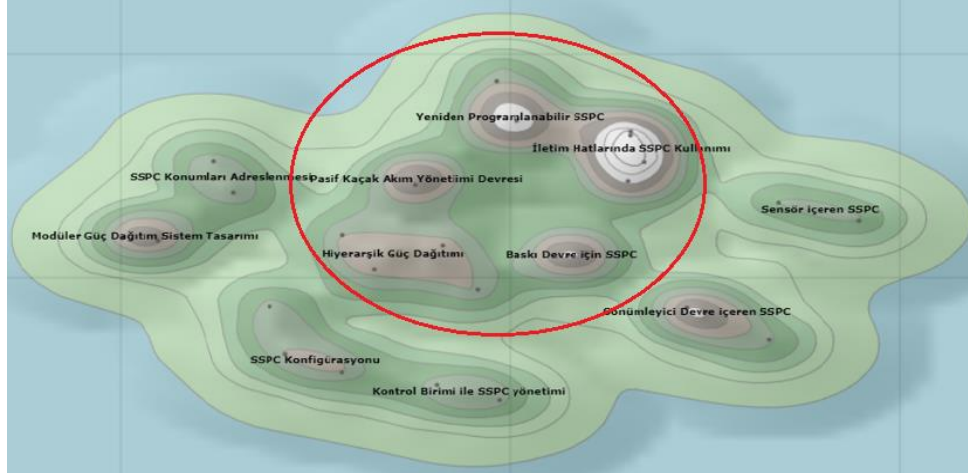 Yeniden Programlanabilir SSPC
İletim Hatlarında SSPC Kullanımı
SSPC Konumları Adreslenmesi
Pasif Kaçak Akım Yönetiimi Devresi
Sensör içeren SSPC
Modüler Güç Dağıtım Sistem Tasarımı
Hiyerarşik Güç Dağıtımı
Baskı Devre için SSPC
Sönümleyici Devre içeren SSPC
SSPC Konfigürasyonu
Kontrol Birimi ile SSPC yönetimi